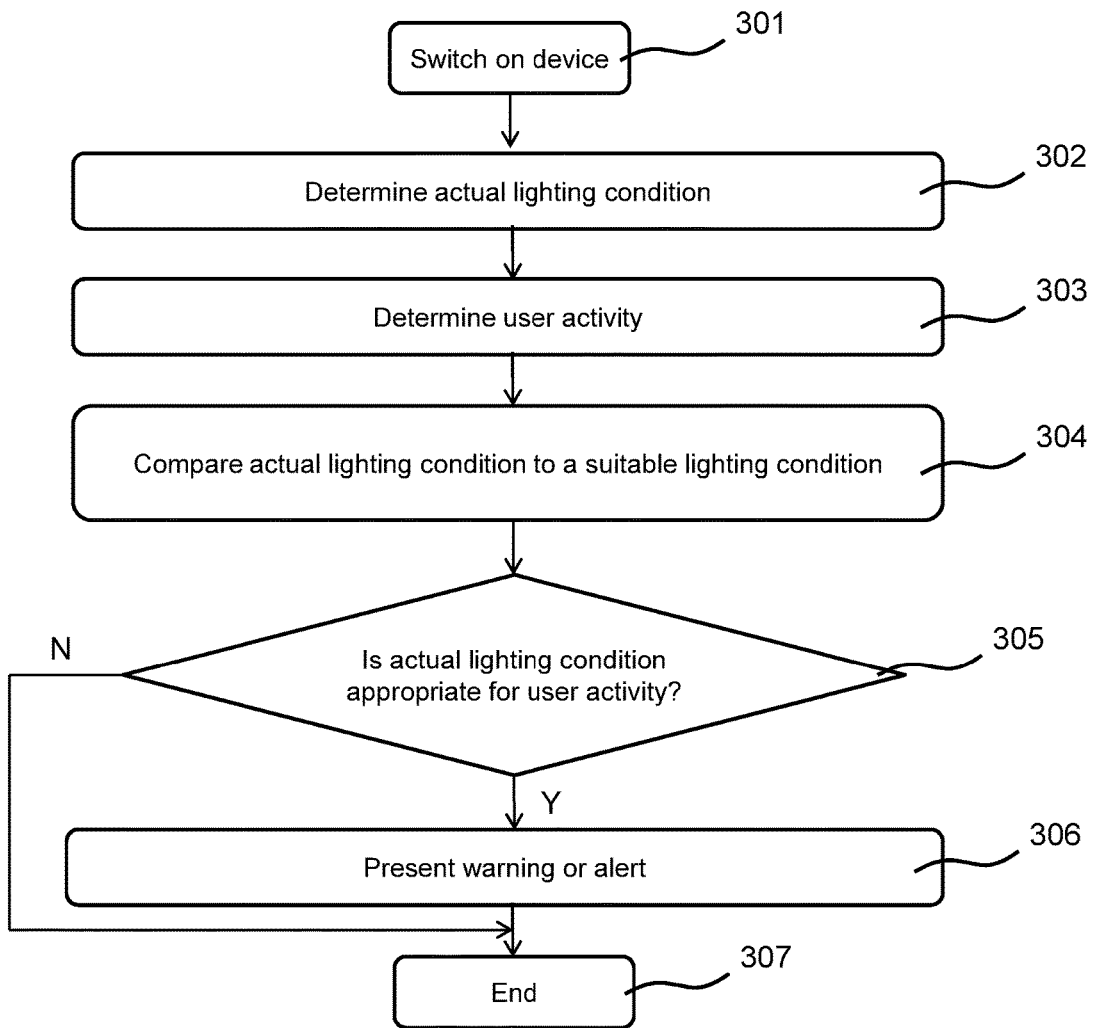 301
Switch on device
302
Determine actual lighting condition
303
Determine user activity
304
Compare actual lighting condition to a suitable lighting condition
N
305
Is actual lighting condition
appropriate for user activity?
Y
306
Present warning or alert
307
End